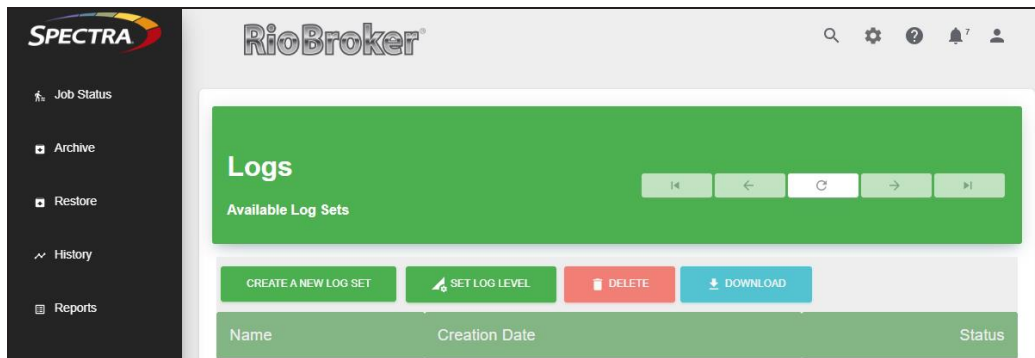 SPECTRA
RioBroker®
7
Job Status
Archive
Restore
History
Reports
Logs
Available Log Sets
CREATE A NEW LOG SET
SET LOG LEVEL
DELETE
DOWNLOAD
Name Creation Date Status